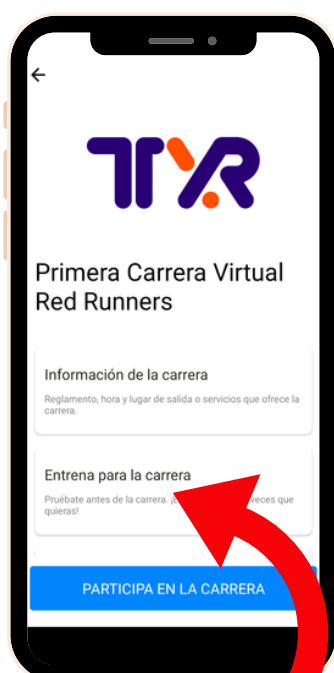 TYR
Primera Carrera Virtual
Red Runners
Información de la carrera
Reglamento, hora y lugar de salida o servicios que ofrece la
carrera.
Entrena para la carrera
Pruébate antes de la carrera. veces que
quieras!
PARTICIPA EN LA CARRERA